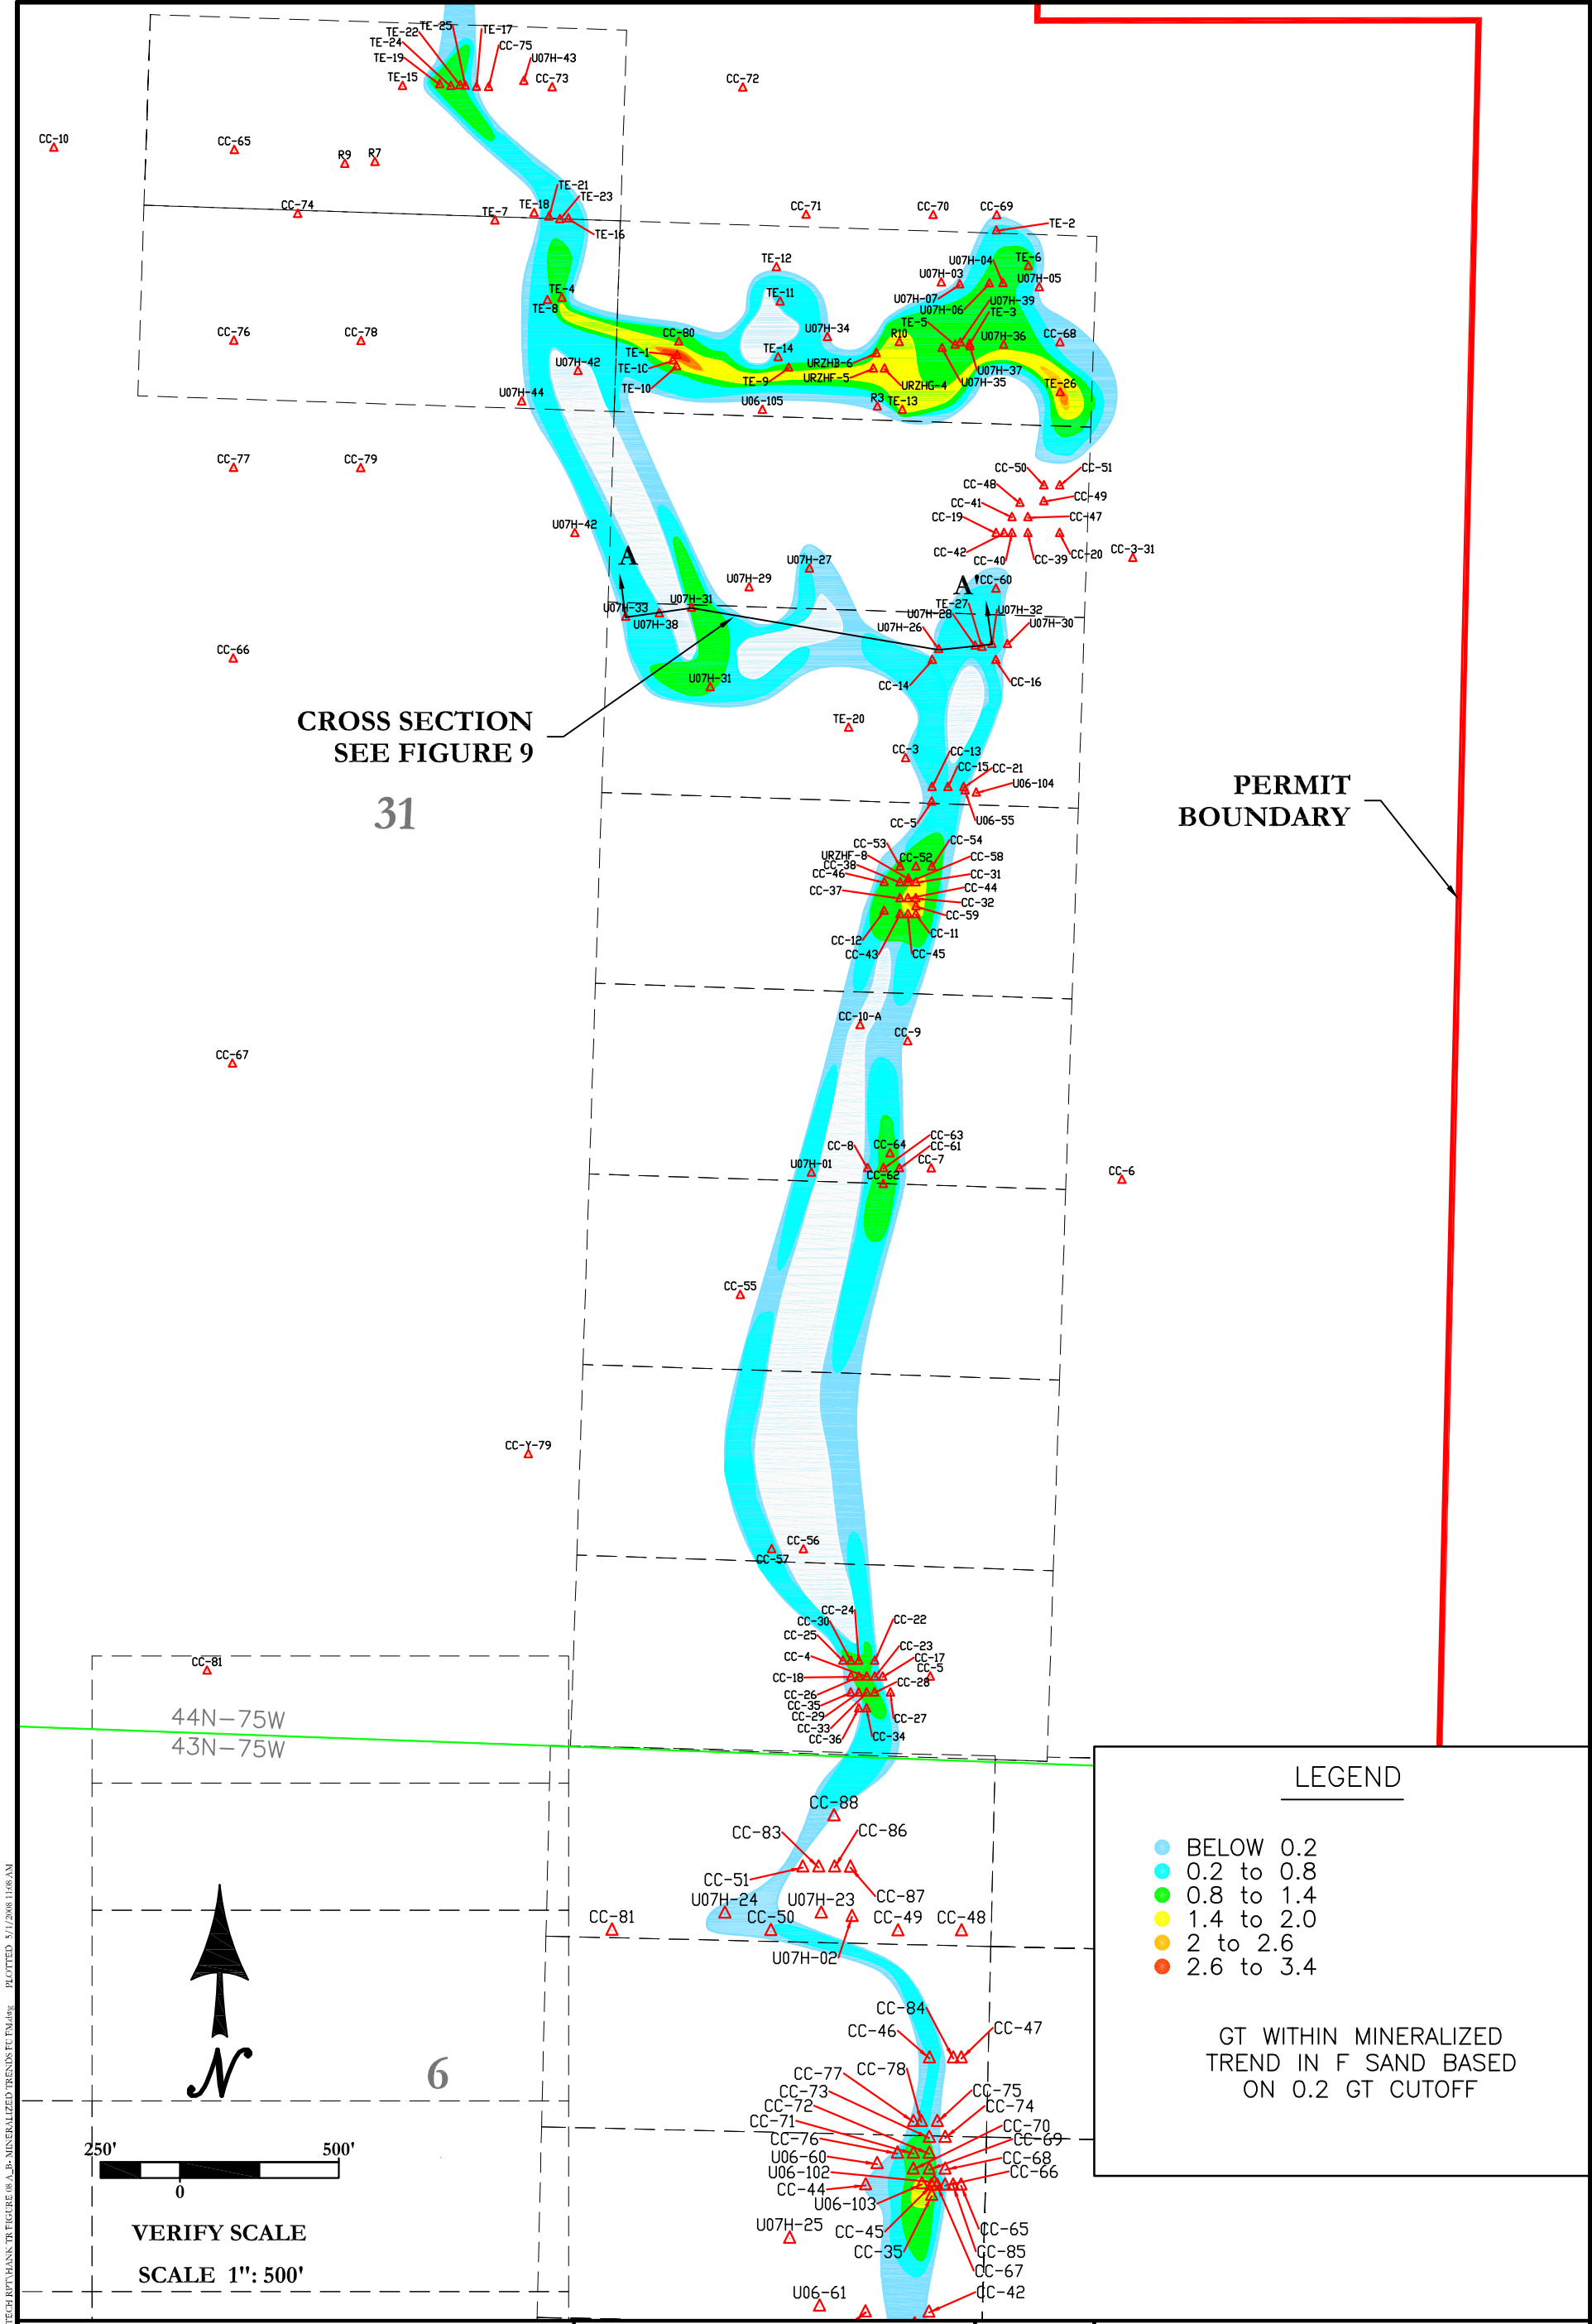 TE-25
TE-17
TE-22
TE-24
CC-75
TE-19
U07H-43
TE-15
CC-73
CC-72
CC-10
CC-65
R9
R7
TE-21
TE-23
CC-74
TE-7
TE-18
TE-16
CC-71
CC-70
CC-69
TE-2
TE-12
U07H-04
TE-6
U07H-03
U07H-05
TE-4
TE-8
TE-11
U07H-07
U07H-06
U07H-39
TE-3
TE-5
CC-76
CC-78
CC-80
U07H-34
R10
U07H-36
CC-68
TE-1
TE-1C
TE-14
URZHB-6
U07H-37
U07H-42
TE-10
TE-9
URZHF-5
URZHG-4
U07H-35
TE-26
U07H-44
U06-105
R3
TE-13
CC-77
CC-79
CC-50
CC-51
CC-48
CC-49
CC-41
CC-47
CC-19
U07H-42
CC-42
CC-40
CC-39
CC-20
CC-3-31
A
U07H-27
U07H-29
A'
CC-60
TE-27
U07H-33
U07H-31
U07H-28
U07H-32
U07H-38
U07H-26
U07H-30
CC-66
U07H-31
CC-14
CC-16
CROSS SECTION
SEE FIGURE 9
TE-20
CC-3
CC-13
CC-15
CC-21
U06-104
PERMIT
BOUNDARY
31
CC-5
U06-55
CC-53
CC-54
URZHF-8
CC-52
CC-58
CC-38
CC-46
CC-31
CC-37
CC-44
CC-32
CC-59
CC-12
CC-11
CC-43
CC-45
CC-10-A
CC-9
CC-67
CC-8
CC-64
CC-63
CC-61
U07H-01
CC-62
CC-7
CC-6
CC-55
CC-Y-79
CC-56
CC-57
CC-24
CC-30
CC-22
CC-25
CC-23
CC-4
CC-17
CC-18
CC-5
CC-28
CC-26
CC-35
CC-29
CC-27
CC-33
CC-36
CC-34
CC-81
44N-75W
43N-75W
CC-88
CC-83
CC-86
CC-51
CC-87
U07H-24
U07H-23
CC-81
CC-50
CC-49
CC-48
U07H-02
CC-84
CC-46
CC-47
CC-78
CC-77
CC-73
CC-75
CC-72
CC-74
CC-71
CC-70
CC-76
CC-69
U06-60
CC-68
U06-102
CC-66
CC-44
U06-103
U07H-25
CC-45
CC-65
CC-35
CC-85
CC-67
U06-61
CC-42
LEGEND
BELOW 0.2
0.2 to 0.8
0.8 to 1.4
1.4 to 2.0
2 to 2.6
2.6 to 3.4
GT WITHIN MINERALIZED
TREND IN F SAND BASED
ON 0.2 GT CUTOFF
N
6
250'
500'
0
VERIFY SCALE
SCALE 1": 500'
TECH RPT\HANK TR FIGURE 08 A_B- MINERALIZED TRENDS FU FM.dwg PLOTTED 5/1/2008 11:08 AM